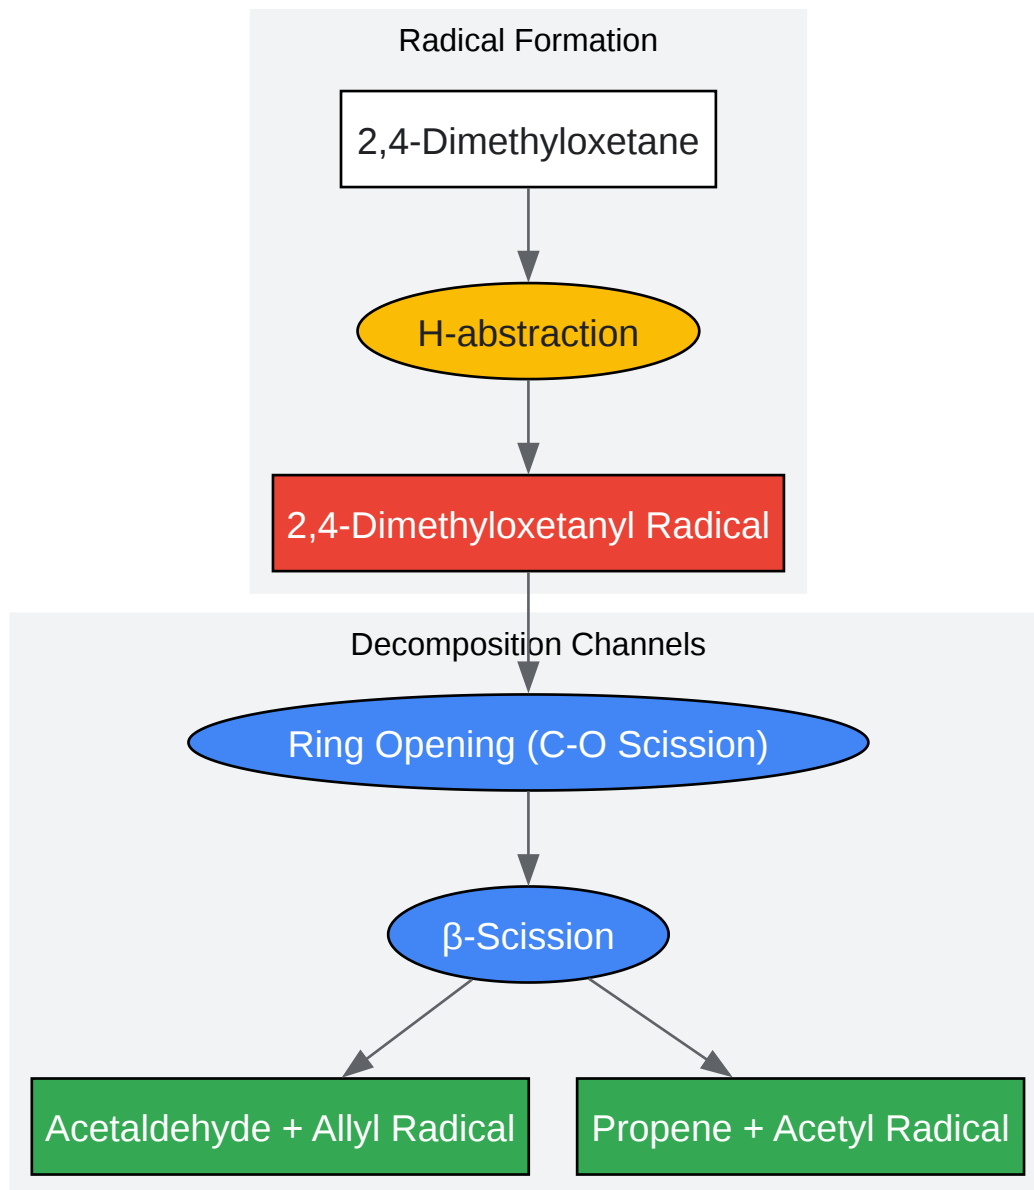 Radical Formation
2,4-Dimethyloxetane
H-abstraction
2,4-Dimethyloxetanyl Radical
Decomposition Channels
Ring Opening (C-O Scission)
β-Scission
Acetaldehyde + Allyl Radical
Propene + Acetyl Radical